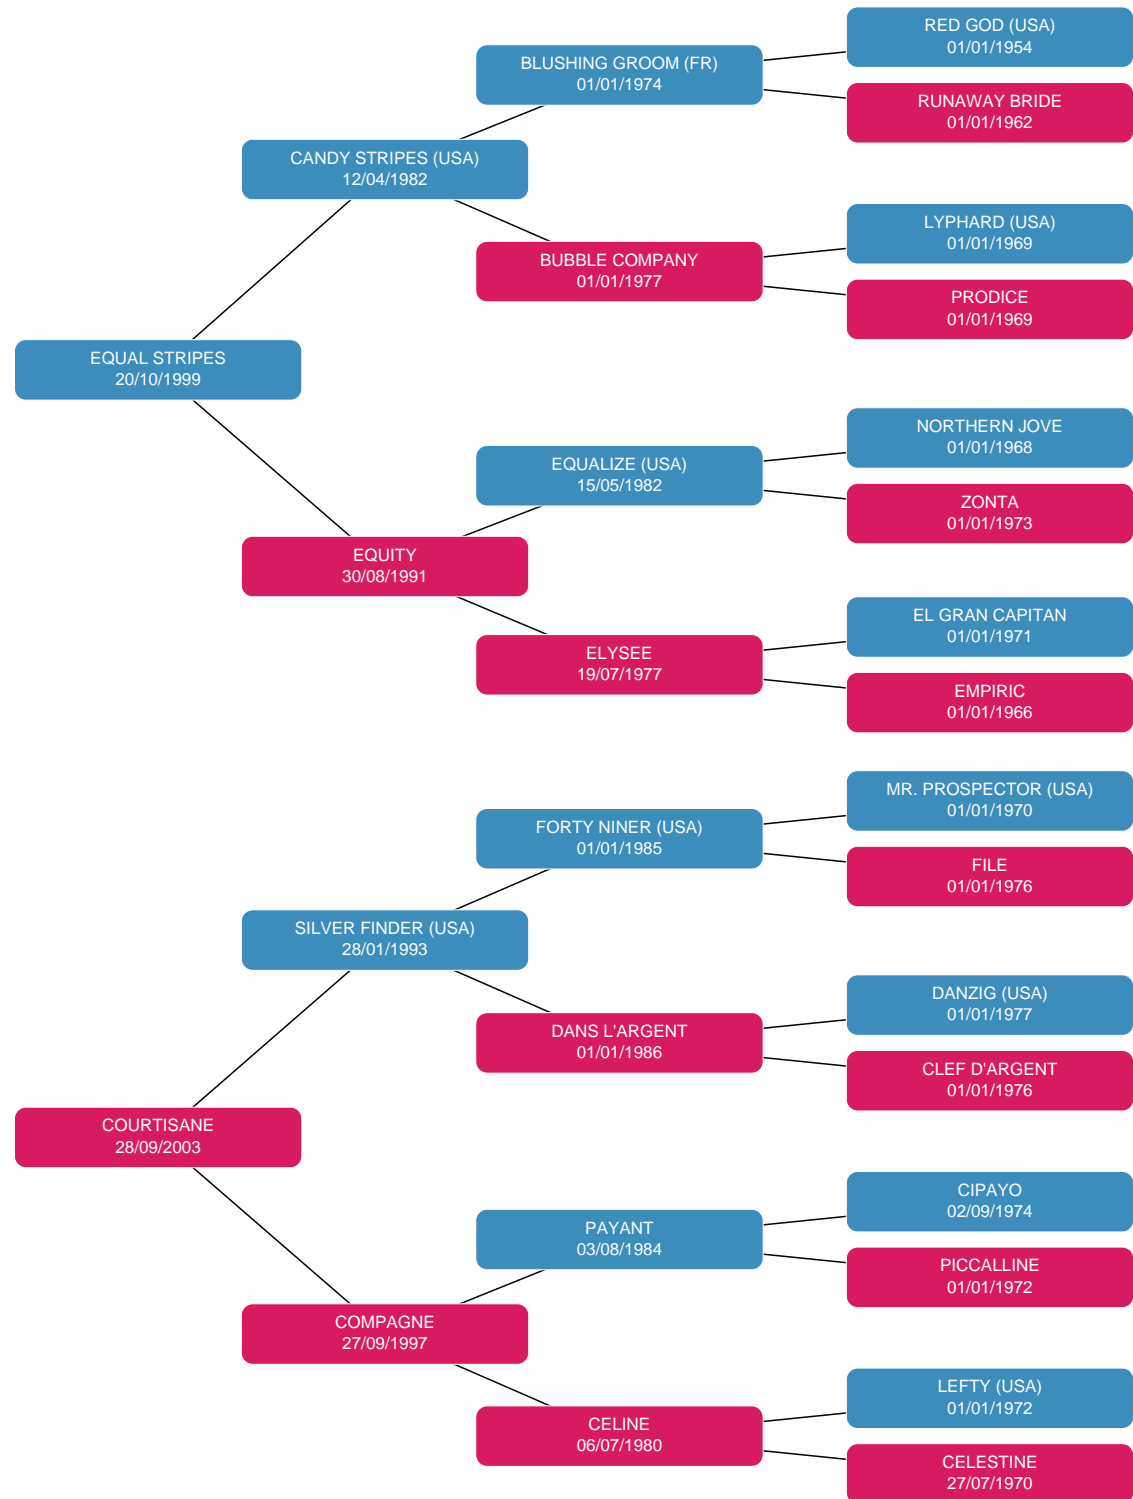 RED GOD (USA)
01/01/1954
BLUSHING GROOM (FR)
01/01/1974
RUNAWAY BRIDE
01/01/1962
CANDY STRIPES (USA)
12/04/1982
LYPHARD (USA)
01/01/1969
BUBBLE COMPANY
01/01/1977
PRODICE
01/01/1969
EQUAL STRIPES
20/10/1999
NORTHERN JOVE
01/01/1968
EQUALIZE (USA)
15/05/1982
ZONTA
01/01/1973
EQUITY
30/08/1991
EL GRAN CAPITAN
01/01/1971
ELYSEE
19/07/1977
EMPIRIC
01/01/1966
MR. PROSPECTOR (USA)
01/01/1970
FORTY NINER (USA)
01/01/1985
FILE
01/01/1976
SILVER FINDER (USA)
28/01/1993
DANZIG (USA)
01/01/1977
DANS L'ARGENT
01/01/1986
CLEF D'ARGENT
01/01/1976
COURTISANE
28/09/2003
CIPAYO
02/09/1974
PAYANT
03/08/1984
PICCALLINE
01/01/1972
COMPAGNE
27/09/1997
LEFTY (USA)
01/01/1972
CELINE
06/07/1980
CELESTINE
27/07/1970